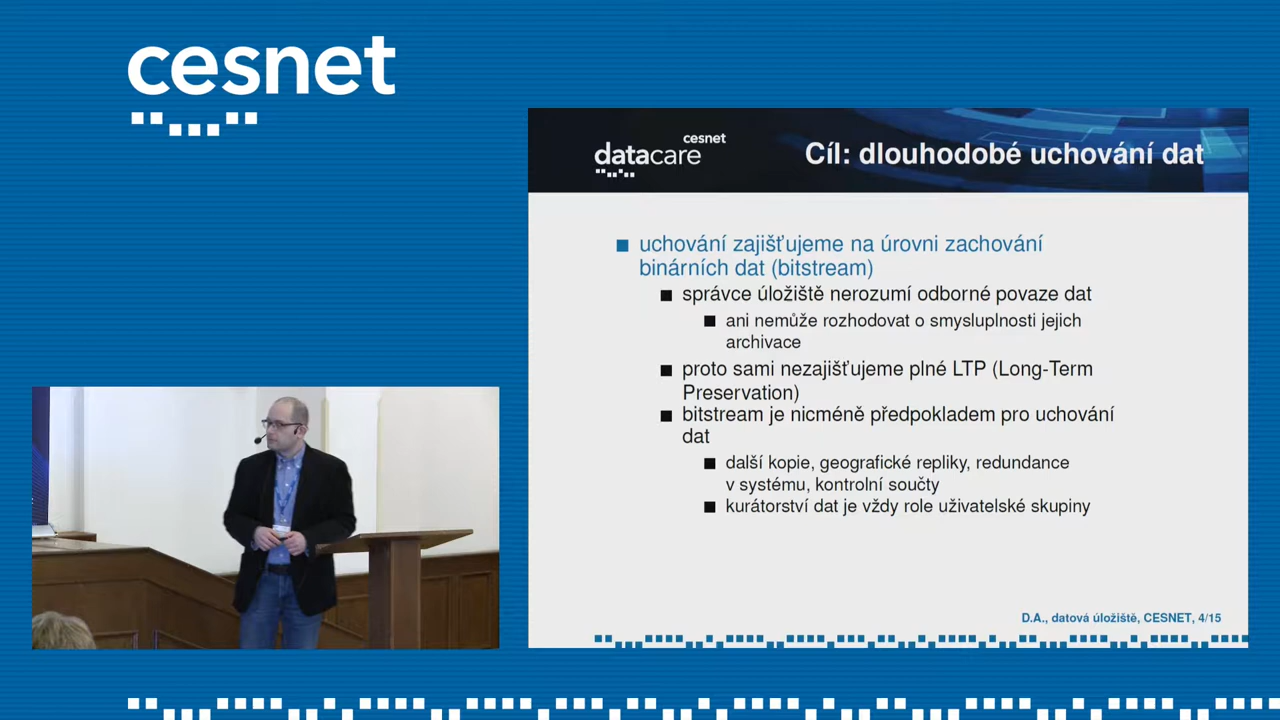 cesnet
cesnet
datacare
Cíl: dlouhodobé uchování dat
uchování zajišťujeme na úrovni zachování
binárních dat (bitstream)
správce úložiště nerozumí odborné povaze dat
ani nemůže rozhodovat o smysluplnosti jejich
archivace
proto sami nezajišťujeme plné LTP (Long-Term
Preservation)
bitstream je nicméně předpokladem pro uchování
dat
další kopie, geografické repliky, redundance
v systému, kontrolní součty
kurátorství dat je vždy role uživatelské skupiny
D.A., datová úložiště, CESNET, 4/15